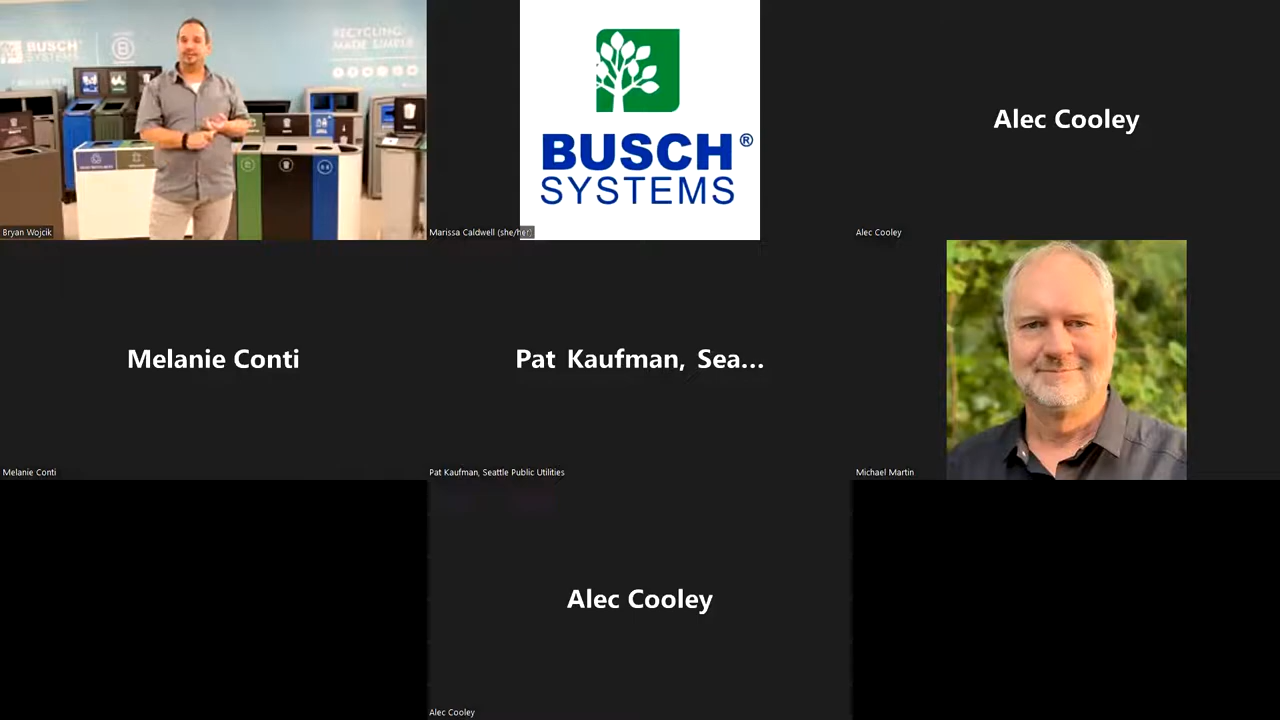 BUSCH
SYSTEMS
RECYCLING
MADE SIMPLE
Bryan Wojcik
BUSCH®
SYSTEMS
Marissa Caldwell (she/her)
Alec Cooley
Alec Cooley
Melanie Conti
Melanie Conti
Pat Kaufman, Sea...
Pat Kaufman, Seattle Public Utilities
Michael Martin
Alec Cooley
Alec Cooley